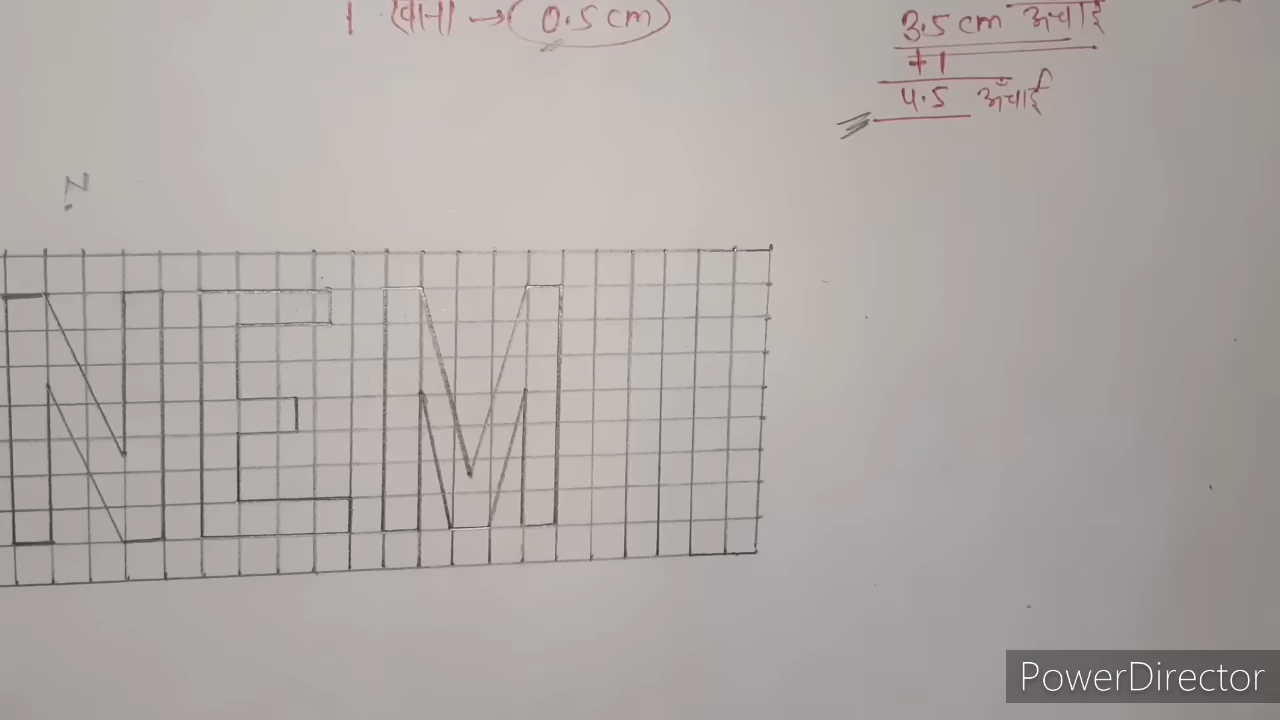 1 खाना → 0.5 cm
3.5 cm ऊँचाई
+1
4.5 ऊँचाई
N.
NEM
PowerDirector